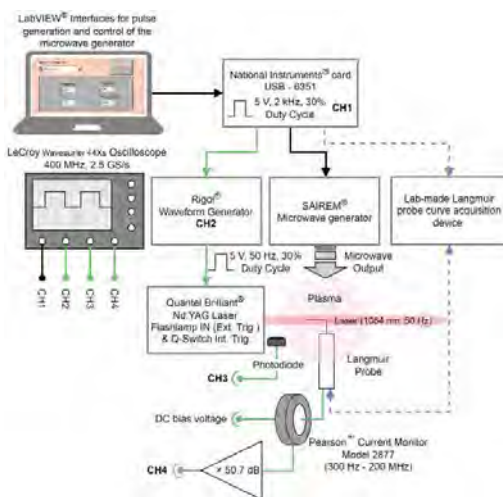 LabVIEW® Interfaces for pulse
generation and control of the
microwave generator
National Instruments® card
USB - 6351
5 V, 2 kHz, 30%
Duty Cycle
CH1
LeCroy Wavesurfer 44Xs Oscilloscope
400 MHz, 2.5 GS/s
Rigol®
Waveform Generator
CH2
SAIREM®
Microwave generator
Lab-made Langmuir
probe curve acquisition
device
CH1
CH2
CH3
CH4
5 V, 50 Hz, 30%
Duty Cycle
Microwave
Output
Quantel Brilliant®
Nd:YAG Laser
Flashlamp IN (Ext. Trig.)
& Q-Switch Int. Trig.
Plasma
Laser (1064 nm, 50 Hz)
Photodiode
Langmuir
Probe
CH3
DC bias voltage
Pearson™ Current Monitor
Model 2877
(300 Hz - 200 MHz)
CH4
× 50.7 dB